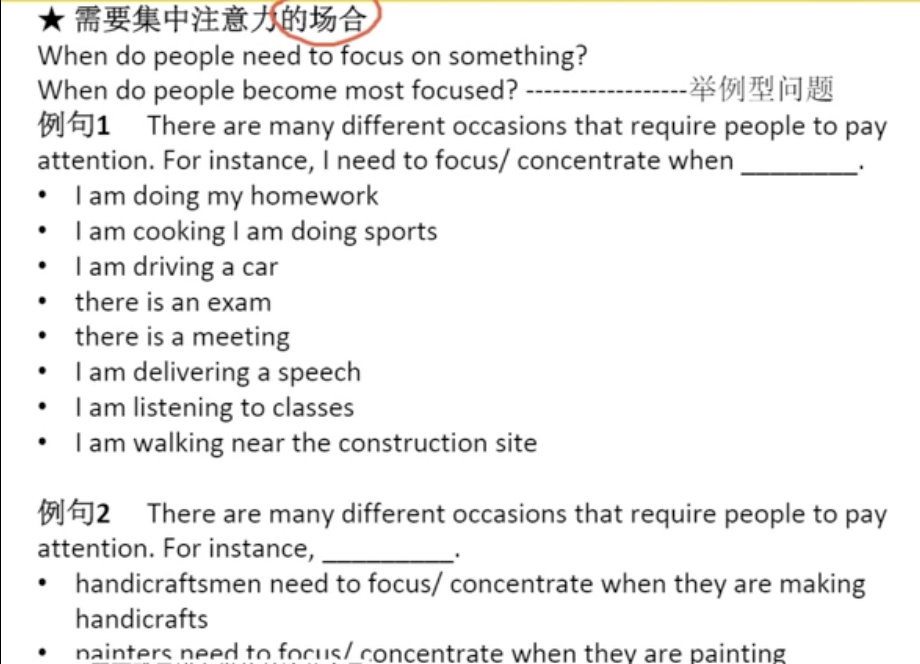 ★ 需要集中注意力的场合
When do people need to focus on something?
When do people become most focused? ------------------举例型问题
例句1 There are many different occasions that require people to pay
attention. For instance, I need to focus/ concentrate when ________.
• I am doing my homework
• I am cooking I am doing sports
• I am driving a car
• there is an exam
• there is a meeting
• I am delivering a speech
• I am listening to classes
• I am walking near the construction site
例句2 There are many different occasions that require people to pay
attention. For instance, _________.
• handicraftsmen need to focus/ concentrate when they are making
handicrafts
• painters need to focus/ concentrate when they are painting